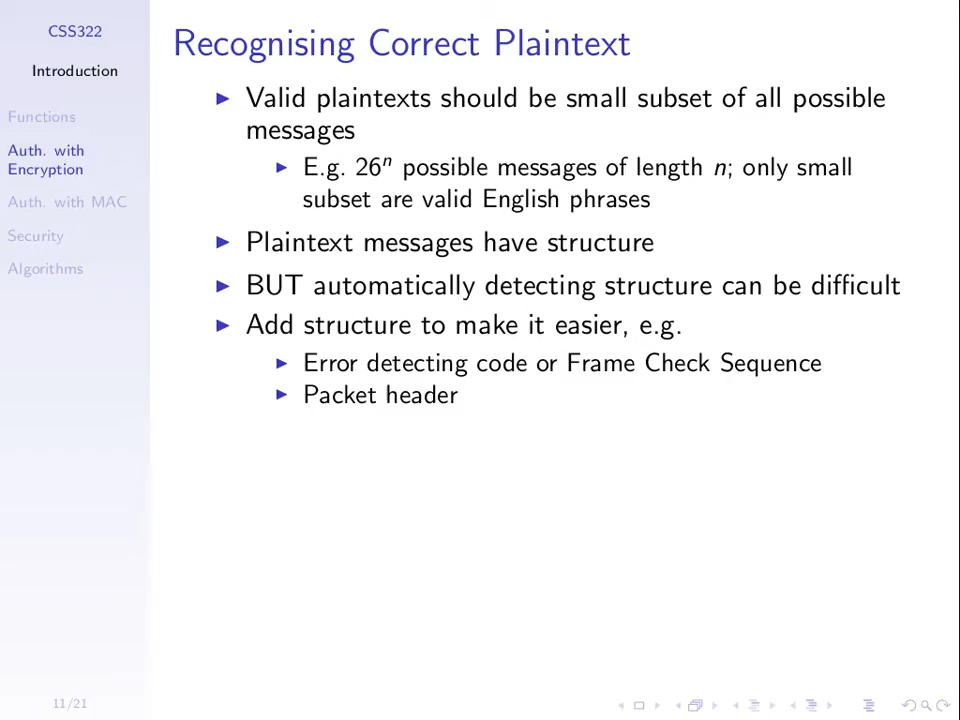 CSS322
Introduction
Functions
Auth. with
Encryption
Auth. with MAC
Security
Algorithms
Recognising Correct Plaintext
Valid plaintexts should be small subset of all possible
messages
E.g. 26ⁿ possible messages of length n; only small
subset are valid English phrases
Plaintext messages have structure
BUT automatically detecting structure can be difficult
Add structure to make it easier, e.g.
Error detecting code or Frame Check Sequence
Packet header
11/21